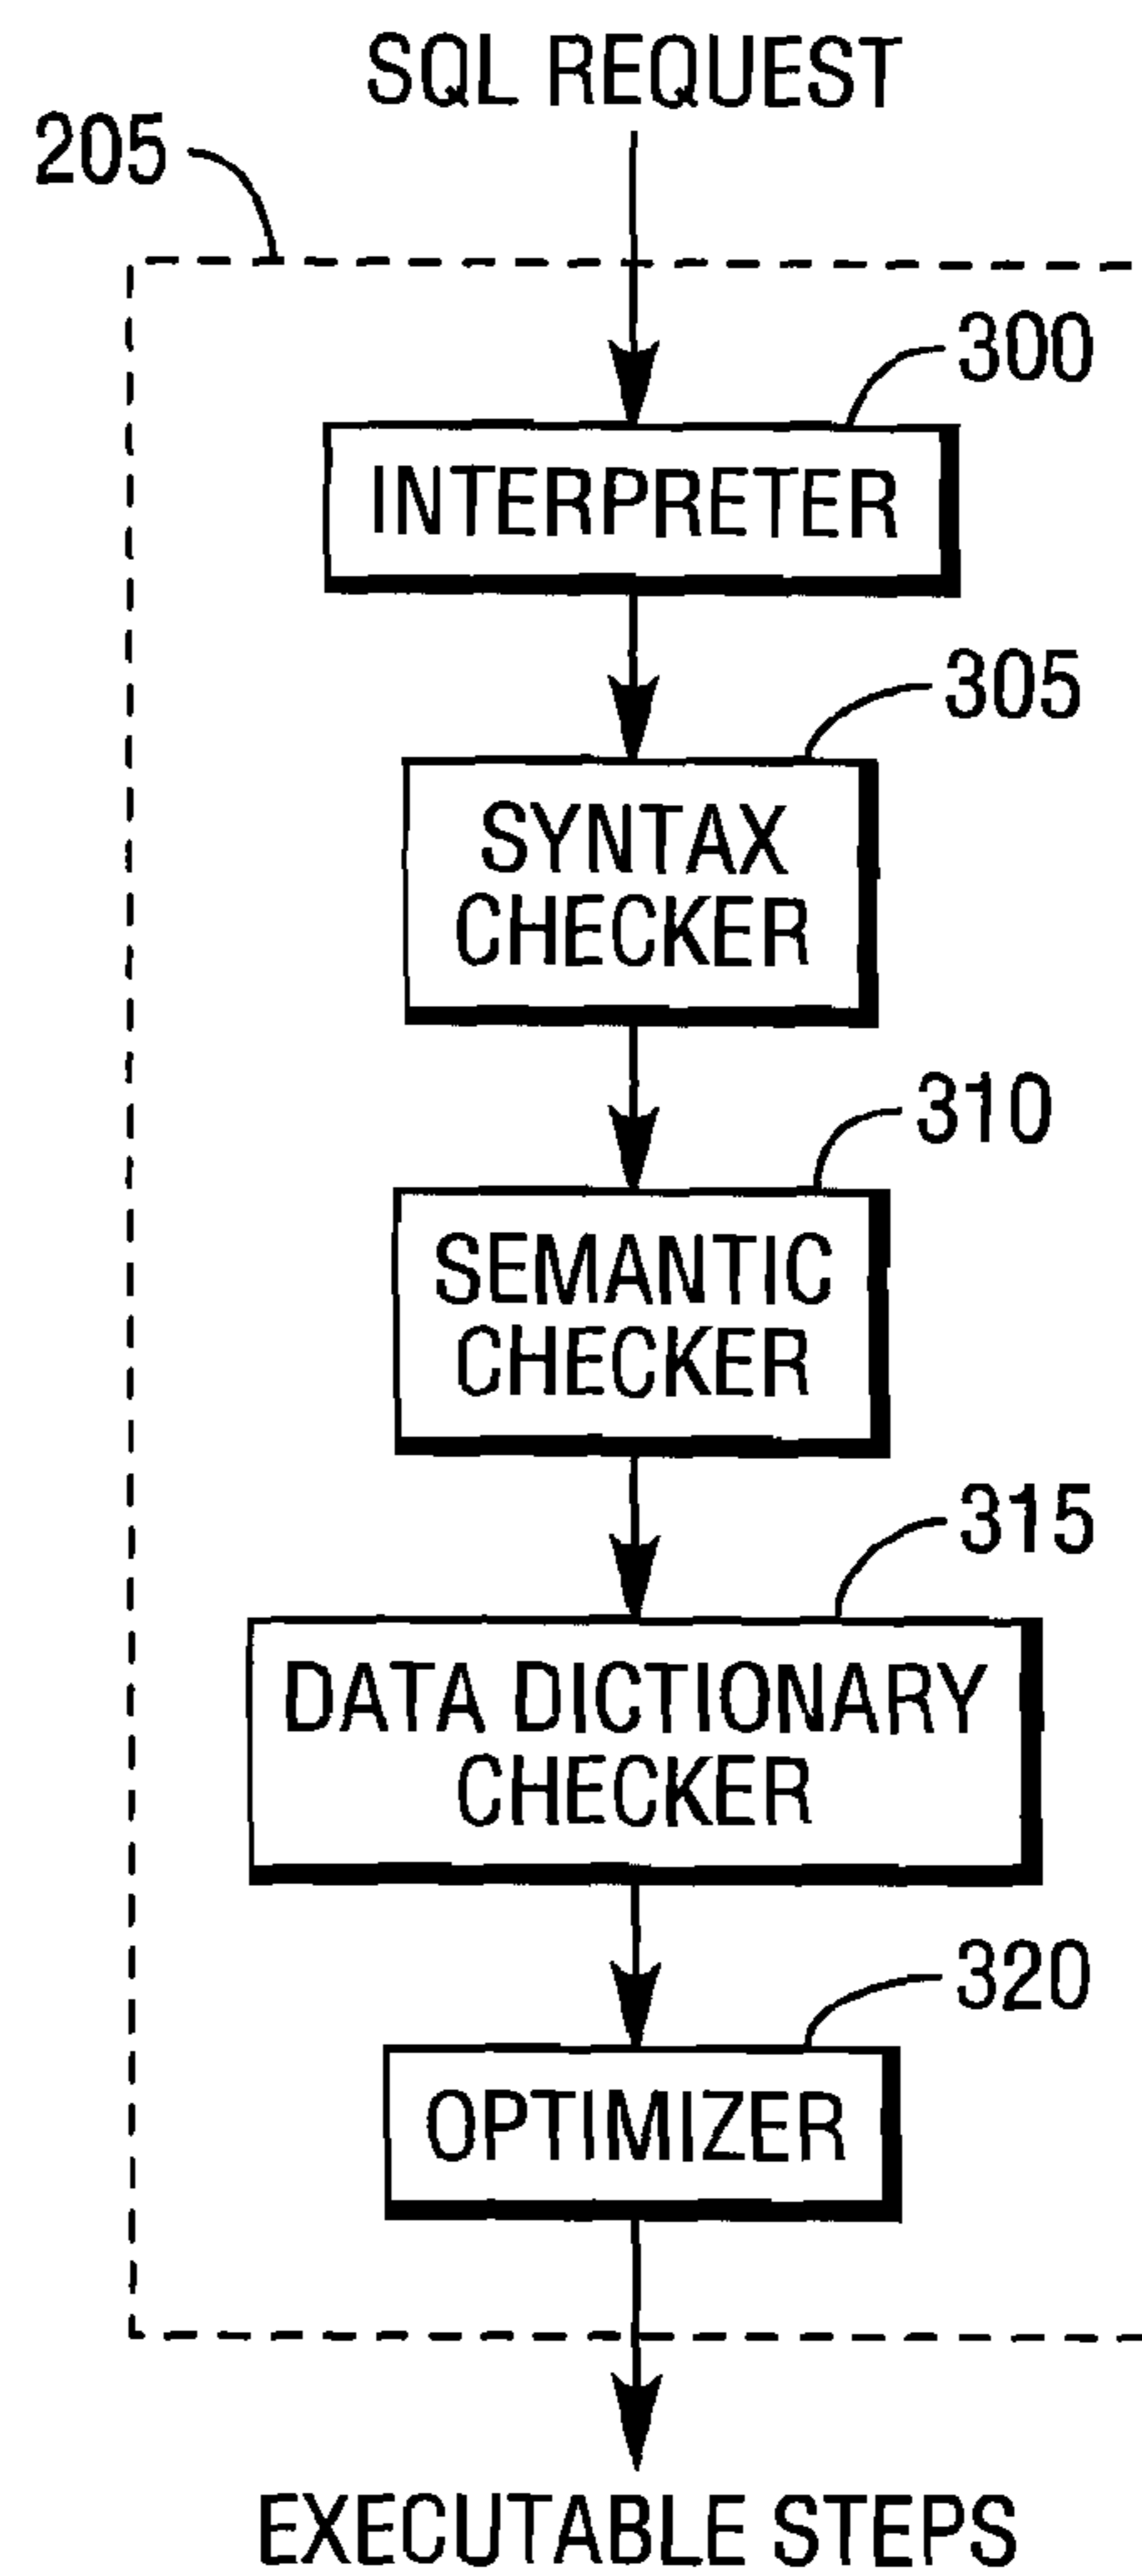 SQL REQUEST
205
300
INTERPRETER
305
SYNTAX
CHECKER
310
SEMANTIC
CHECKER
315
DATA DICTIONARY
CHECKER
320
OPTIMIZER
EXECUTABLE STEPS